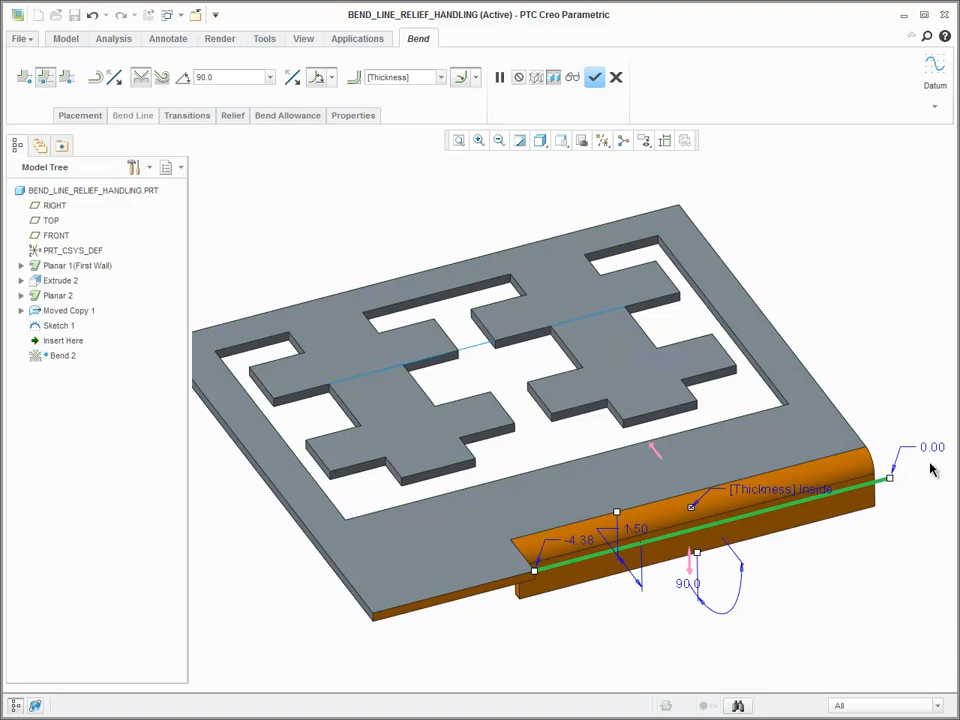 BEND_LINE_RELIEF_HANDLING (Active) - PTC Creo Parametric
File Model Analysis Annotate Render Tools View Applications Bend
90.0 [Thickness] Datum
Placement Bend Line Transitions Relief Bend Allowance Properties
Model Tree
BEND_LINE_RELIEF_HANDLING.PRT
RIGHT
TOP
FRONT
PRT_CSYS_DEF
Planar 1(First Wall)
Extrude 2
Planar 2
Moved Copy 1
Sketch 1
Insert Here
Bend 2
0.00
[Thickness] Inside
1.50
-4.38
90.0
All